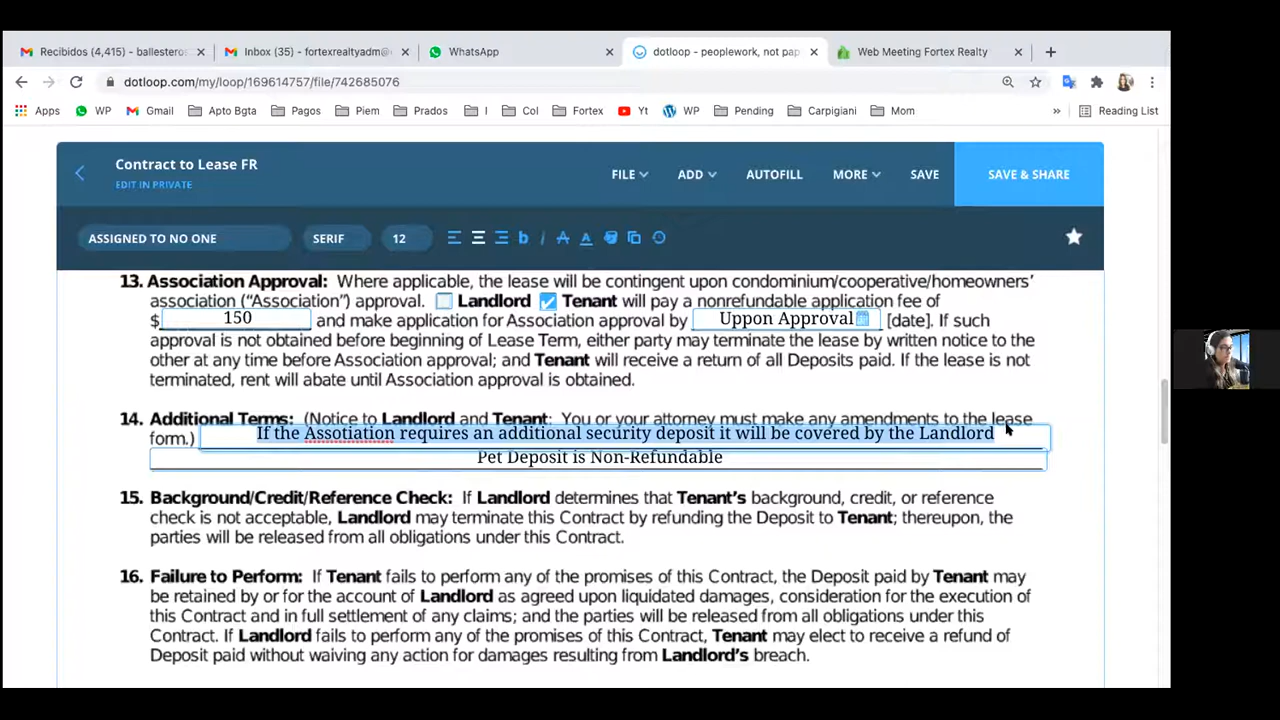 Recibidos (4,415) - ballestero
Inbox (35) - fortexrealtyadm@
WhatsApp
dotloop - peoplework, not pap
Web Meeting Fortex Realty
dotloop.com/my/loop/169614757/file/742685076
Apps WP Gmail Apto Bgta Pagos Piem Prados I Col Fortex Yt WP Pending Carpigiani Mom » Reading List
Contract to Lease FR
EDIT IN PRIVATE
FILE ADD AUTOFILL MORE SAVE SAVE & SHARE
ASSIGNED TO NO ONE SERIF 12 b I A A
13. Association Approval: Where applicable, the lease will be contingent upon condominium/cooperative/homeowners'
association ("Association") approval. Landlord Tenant will pay a nonrefundable application fee of
$ 150 and make application for Association approval by Uppon Approval [date]. If such
approval is not obtained before beginning of Lease Term, either party may terminate the lease by written notice to the
other at any time before Association approval; and Tenant will receive a return of all Deposits paid. If the lease is not
terminated, rent will abate until Association approval is obtained.
14. Additional Terms: (Notice to Landlord and Tenant: You or your attorney must make any amendments to the lease
form.) If the Assotiation requires an additional security deposit it will be covered by the Landlord
Pet Deposit is Non-Refundable
15. Background/Credit/Reference Check: If Landlord determines that Tenant's background, credit, or reference
check is not acceptable, Landlord may terminate this Contract by refunding the Deposit to Tenant; thereupon, the
parties will be released from all obligations under this Contract.
16. Failure to Perform: If Tenant fails to perform any of the promises of this Contract, the Deposit paid by Tenant may
be retained by or for the account of Landlord as agreed upon liquidated damages, consideration for the execution of
this Contract and in full settlement of any claims; and the parties will be released from all obligations under this
Contract. If Landlord fails to perform any of the promises of this Contract, Tenant may elect to receive a refund of
Deposit paid without waiving any action for damages resulting from Landlord's breach.